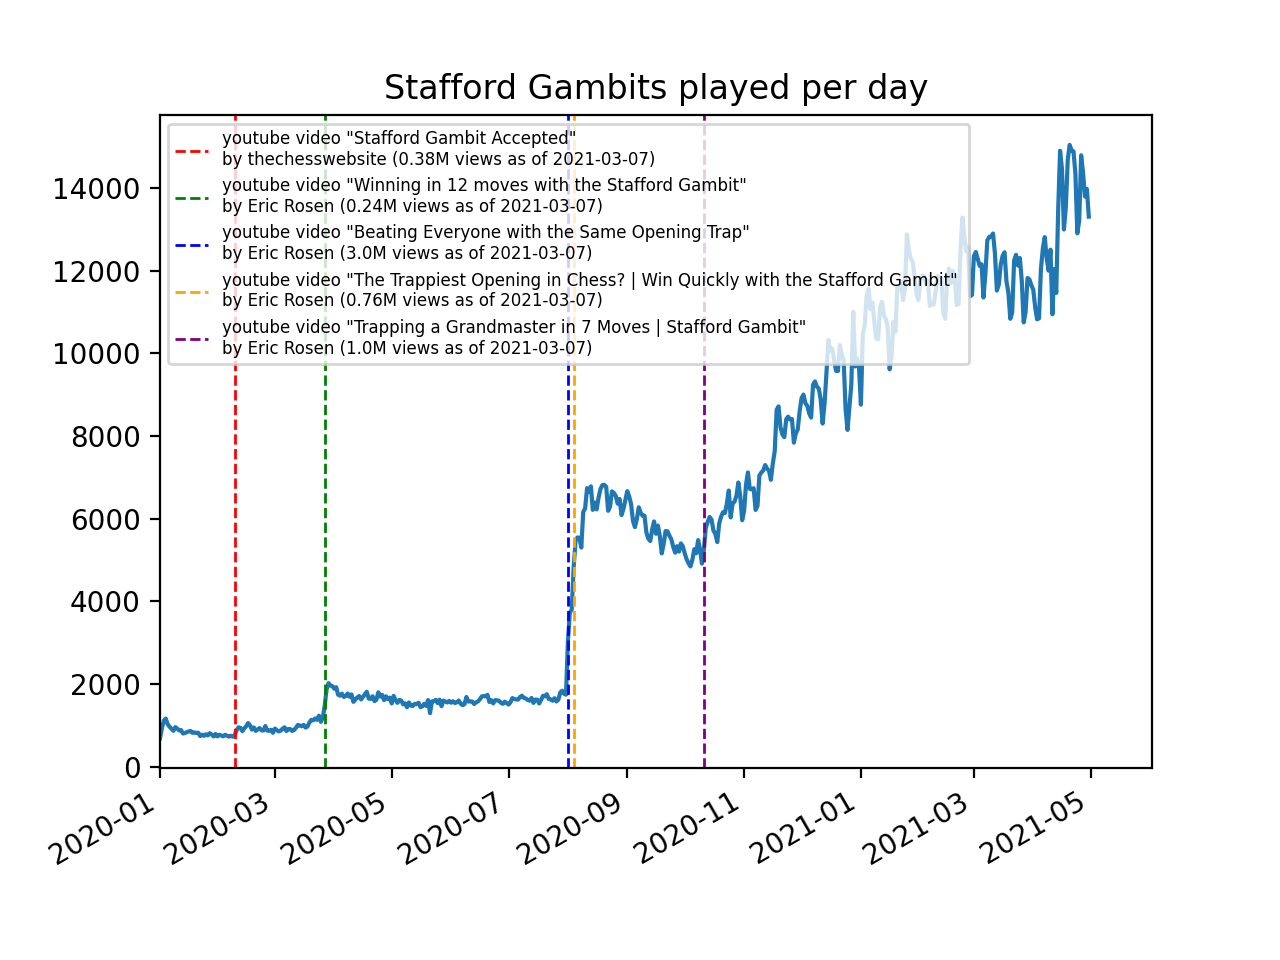 Stafford Gambits played per day
youtube video "Stafford Gambit Accepted"
by thechesswebsite (0.38M views as of 2021-03-07)
youtube video "Winning in 12 moves with the Stafford Gambit"
by Eric Rosen (0.24M views as of 2021-03-07)
youtube video "Beating Everyone with the Same Opening Trap"
by Eric Rosen (3.0M views as of 2021-03-07)
youtube video "The Trappiest Opening in Chess? | Win Quickly with the Stafford Gambit"
by Eric Rosen (0.76M views as of 2021-03-07)
youtube video "Trapping a Grandmaster in 7 Moves | Stafford Gambit"
by Eric Rosen (1.0M views as of 2021-03-07)
14000
12000
10000
8000
6000
4000
2000
0
2020-01
2020-03
2020-05
2020-07
2020-09
2020-11
2021-01
2021-03
2021-05